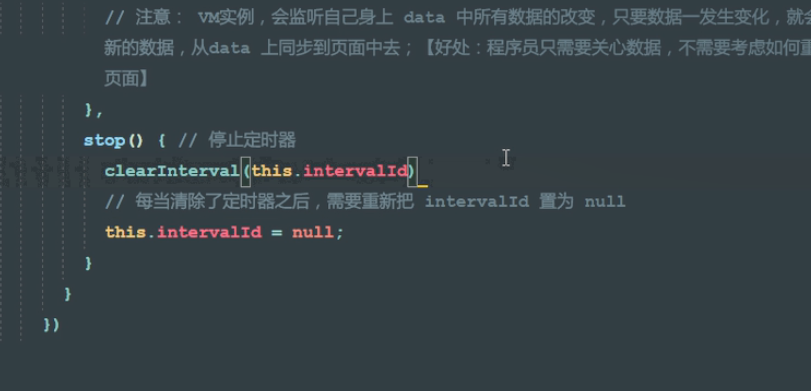 // 注意： VM实例，会监听自己身上 data 中所有数据的改变，只要数据一发生变化，就会
新的数据，从data 上同步到页面中去；【好处：程序员只需要关心数据，不需要考虑如何重
页面】
},
stop() { // 停止定时器
clearInterval(this.intervalId)
// 每当清除了定时器之后，需要重新把 intervalId 置为 null
this.intervalId = null;
}
}
})